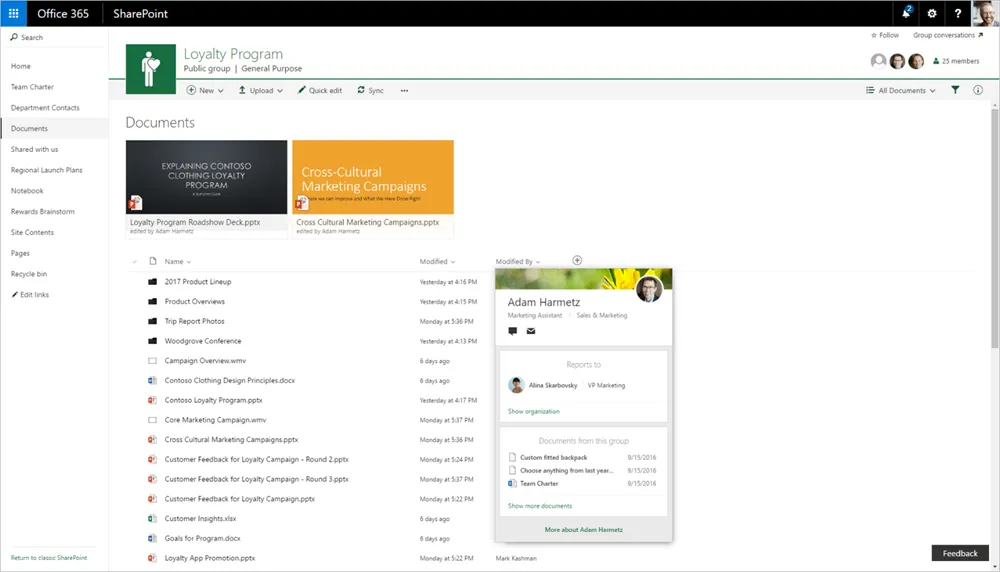 Office 365 SharePoint 2 ?
Search
Home
Team Charter
Department Contacts
Documents
Shared with us
Regional Launch Plans
Notebook
Rewards Brainstorm
Site Contents
Pages
Recycle bin
Edit links
Return to classic SharePoint
Follow Group conversations
Loyalty Program
Public group | General Purpose
25 members
New Upload Quick edit Sync ... All Documents
Documents
EXPLAINING CONTOSO
CLOTHING LOYALTY
PROGRAM
Loyalty Program Roadshow Deck.pptx
edited by Adam Harmetz
Cross-Cultural
Marketing Campaigns
Where we can improve and What We Have Done Right
Cross Cultural Marketing Campaigns.pptx
edited by Adam Harmetz
Name Modified Modified By
2017 Product Lineup Yesterday at 4:16 PM
Product Overviews Yesterday at 4:15 PM
Trip Report Photos Monday at 5:36 PM
Woodgrove Conference Yesterday at 4:13 PM
Campaign Overview.wmv 6 days ago
Contoso Clothing Design Principles.docx 6 days ago
Contoso Loyalty Program.pptx Yesterday at 4:17 PM
Core Marketing Campaign.wmv Monday at 5:37 PM
Cross Cultural Marketing Campaigns.pptx Monday at 5:36 PM
Customer Feedback for Loyalty Campaign - Round 2.pptx Monday at 5:24 PM
Customer Feedback for Loyalty Campaign - Round 3.pptx Monday at 5:37 PM
Customer Feedback for Loyalty Campaign.pptx Monday at 5:22 PM
Customer Insights.xlsx 6 days ago
Goals for Program.docx 6 days ago
Loyalty App Promotion.pptx Monday at 5:22 PM Mark Kashman
Adam Harmetz
Marketing Assistant Sales & Marketing
Reports to
Alina Skarbovsky VP Marketing
Show organization
Documents from this group
Custom fitted backpack 9/15/2016
Choose anything from last year... 9/15/2016
Team Charter 9/15/2016
Show more documents
More about Adam Harmetz
Feedback